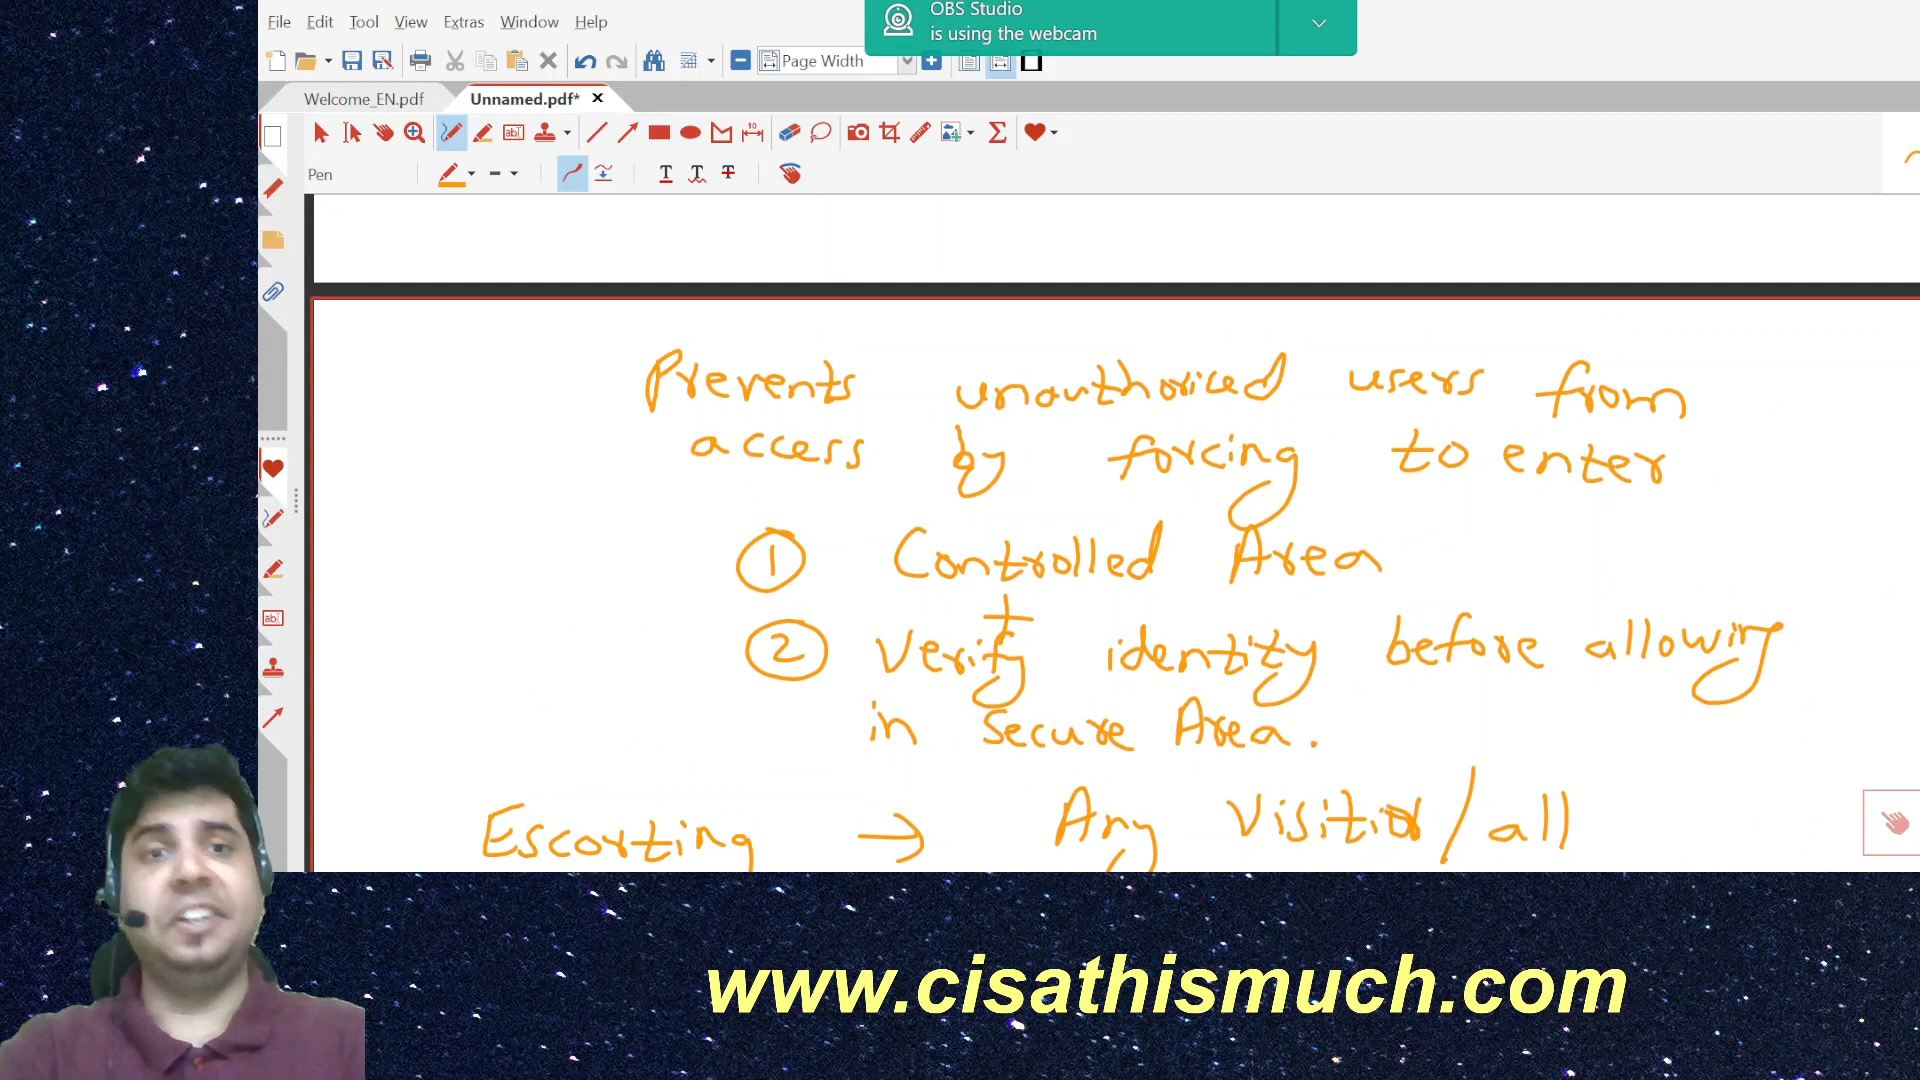 OBS Studio
is using the webcam
File Edit Tool View Extras Window Help
Page Width
Welcome_EN.pdf Unnamed.pdf*
10
Pen T T T
Prevents unauthorised users from
access by forcing to enter
① Controlled Area
+
② Verify identity before allowing
in secure Area.
Escorting → Any Visitor / all
www.cisathismuch.com